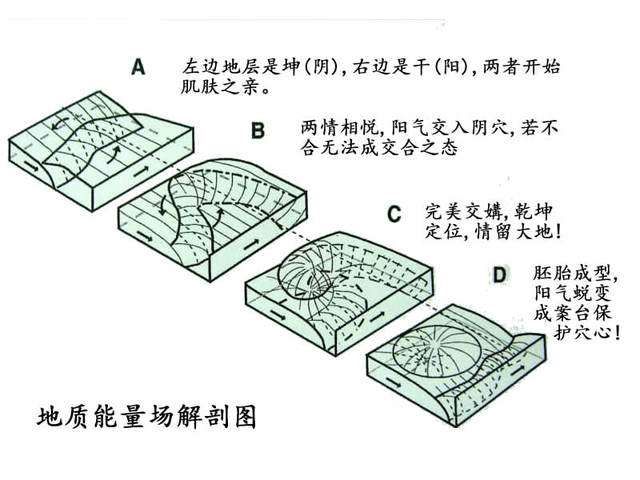 A
左边地层是坤(阴),右边是干(阳),两者开始
肌肤之亲。
B
两情相悦,阳气交入阴穴,若不
合无法成交合之态
C
完美交媾,乾坤
定位,情留大地!
D
胚胎成型,
阳气蜕变
成案台保
护穴心!
地质能量场解剖图